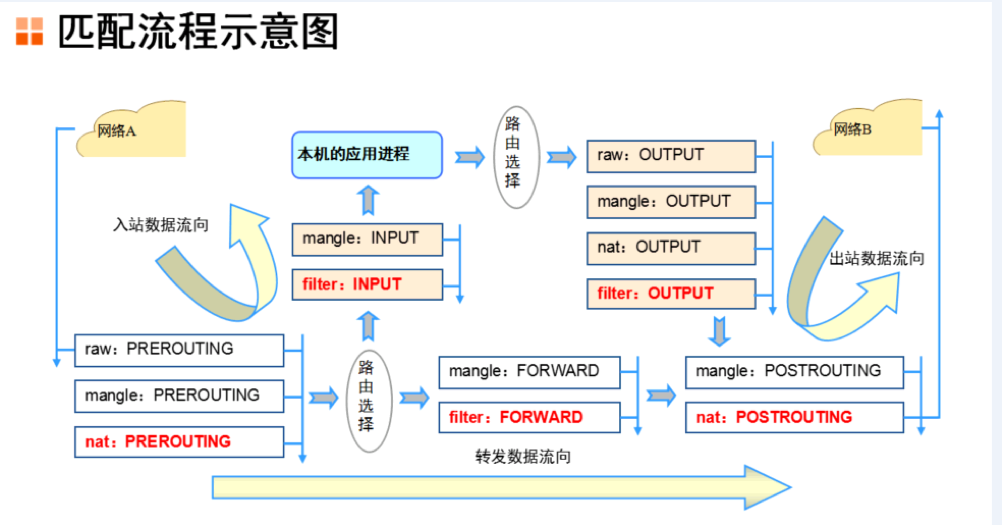 匹配流程示意图
网络A
网络B
本机的应用进程
路由选择
raw：OUTPUT
mangle：OUTPUT
nat：OUTPUT
filter：OUTPUT
入站数据流向
mangle：INPUT
filter：INPUT
出站数据流向
raw：PREROUTING
mangle：PREROUTING
nat：PREROUTING
路由选择
mangle：FORWARD
filter：FORWARD
mangle：POSTROUTING
nat：POSTROUTING
转发数据流向